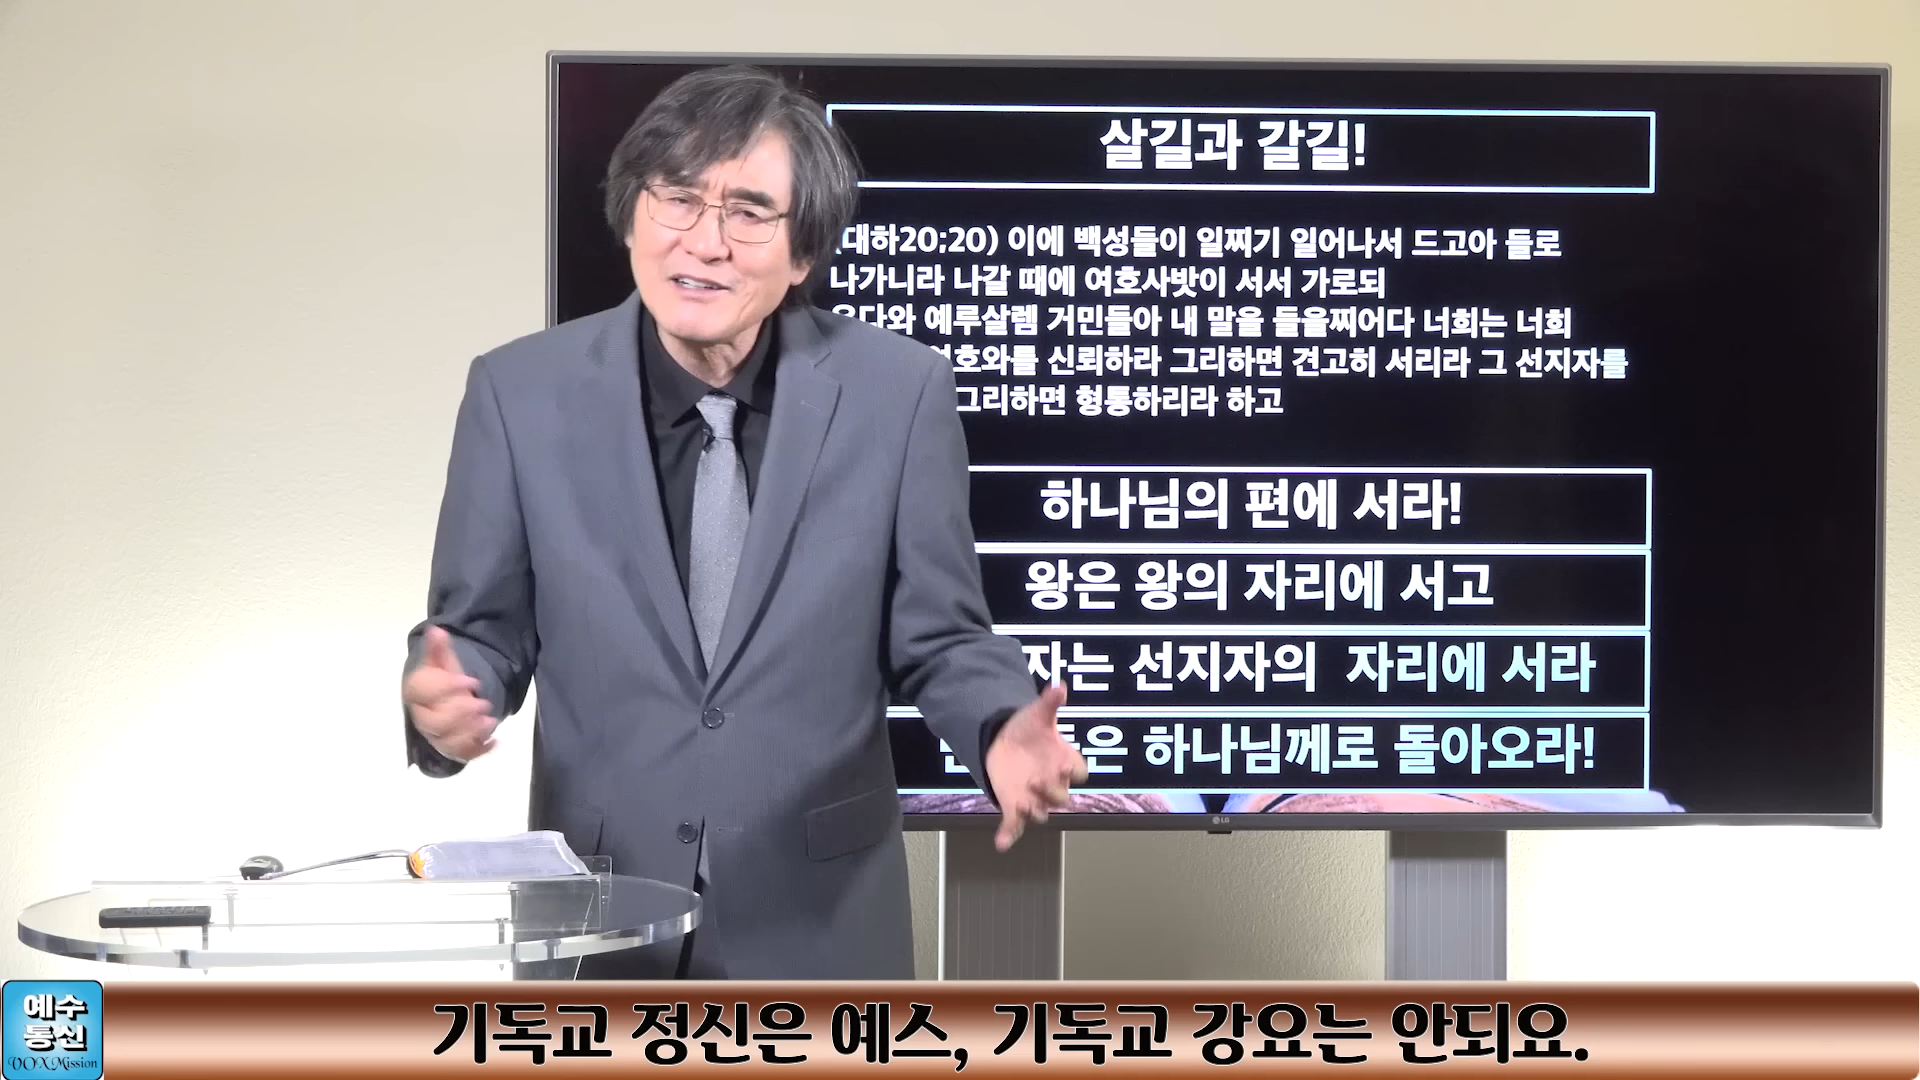 살길과 갈길!
(대하20;20) 이에 백성들이 일찌기 일어나서 드고아 들로
나가니라 나갈 때에 여호사밧이 서서 가로되
유다와 예루살렘 거민들아 내 말을 들을찌어다 너희는 너희
여호와를 신뢰하라 그리하면 견고히 서리라 그 선지자를
그리하면 형통하리라 하고
하나님의 편에 서라!
왕은 왕의 자리에 서고
자는 선지자의 자리에 서라
은 하나님께로 돌아오라!
LG
예수
통신
VOX Mission
기독교 정신은 예스, 기독교 강요는 안되요.